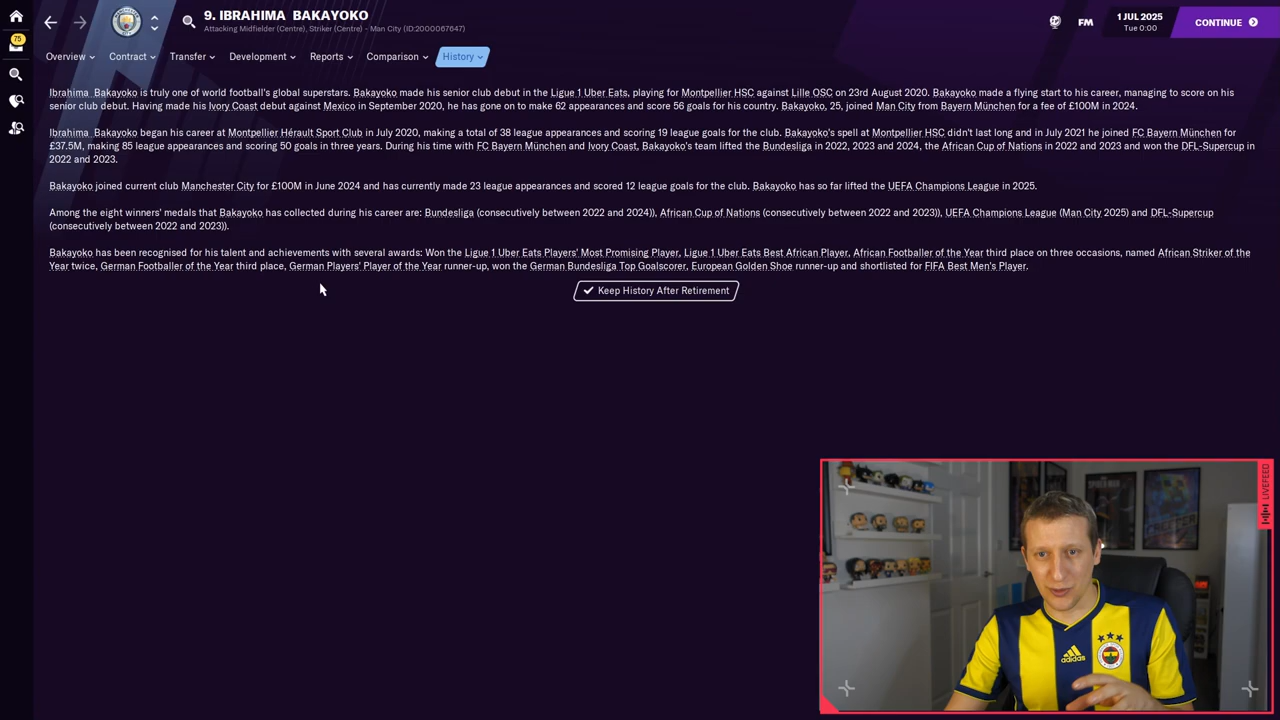 9. IBRAHIMA BAKAYOKO
Attacking Midfielder (Centre), Striker (Centre) - Man City (ID:2000067647)
FM
1 JUL 2025
Tue 0:00
CONTINUE
75
Overview
Contract
Transfer
Development
Reports
Comparison
History
Ibrahima Bakayoko is truly one of world football's global superstars. Bakayoko made his senior club debut in the Ligue 1 Uber Eats, playing for Montpellier HSC against Lille OSC on 23rd August 2020. Bakayoko made a flying start to his career, managing to score on his
senior club debut. Having made his Ivory Coast debut against Mexico in September 2020, he has gone on to make 62 appearances and score 56 goals for his country. Bakayoko, 25, joined Man City from Bayern München for a fee of £100M in 2024.
Ibrahima Bakayoko began his career at Montpellier Hérault Sport Club in July 2020, making a total of 38 league appearances and scoring 19 league goals for the club. Bakayoko's spell at Montpellier HSC didn't last long and in July 2021 he joined FC Bayern München for
£37.5M, making 85 league appearances and scoring 50 goals in three years. During his time with FC Bayern München and Ivory Coast, Bakayoko's team lifted the Bundesliga in 2022, 2023 and 2024, the African Cup of Nations in 2022 and 2023 and won the DFL-Supercup in
2022 and 2023.
Bakayoko joined current club Manchester City for £100M in June 2024 and has currently made 23 league appearances and scored 12 league goals for the club. Bakayoko has so far lifted the UEFA Champions League in 2025.
Among the eight winners' medals that Bakayoko has collected during his career are: Bundesliga (consecutively between 2022 and 2024)), African Cup of Nations (consecutively between 2022 and 2023)), UEFA Champions League (Man City 2025) and DFL-Supercup
(consecutively between 2022 and 2023)).
Bakayoko has been recognised for his talent and achievements with several awards: Won the Ligue 1 Uber Eats Players' Most Promising Player, Ligue 1 Uber Eats Best African Player, African Footballer of the Year third place on three occasions, named African Striker of the
Year twice, German Footballer of the Year third place, German Players' Player of the Year runner-up, won the German Bundesliga Top Goalscorer, European Golden Shoe runner-up and shortlisted for FIFA Best Men's Player.
Keep History After Retirement
LIVEFEED
adidas